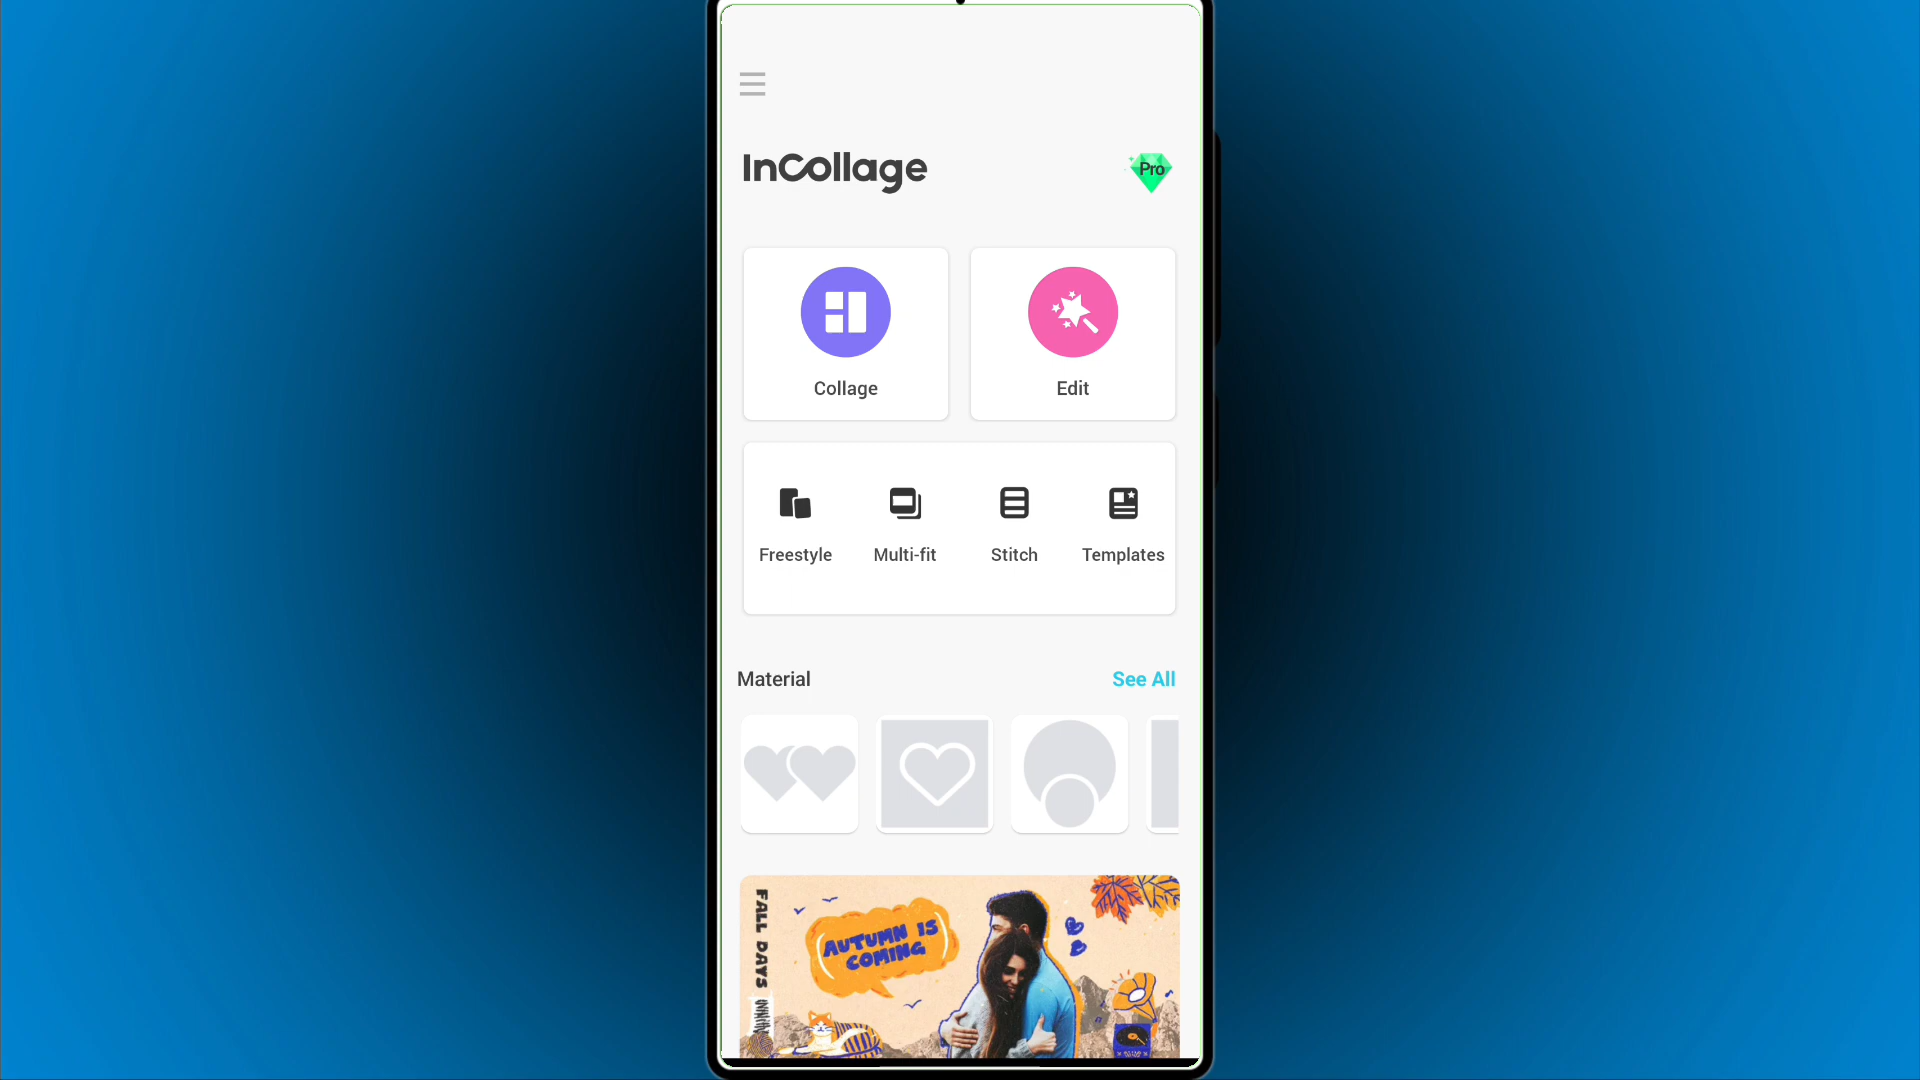 InCollage
Pro
Collage
Edit
Freestyle
Multi-fit
Stitch
Templates
Material
See All
FALL DAYS
AUTUMN IS
COMING